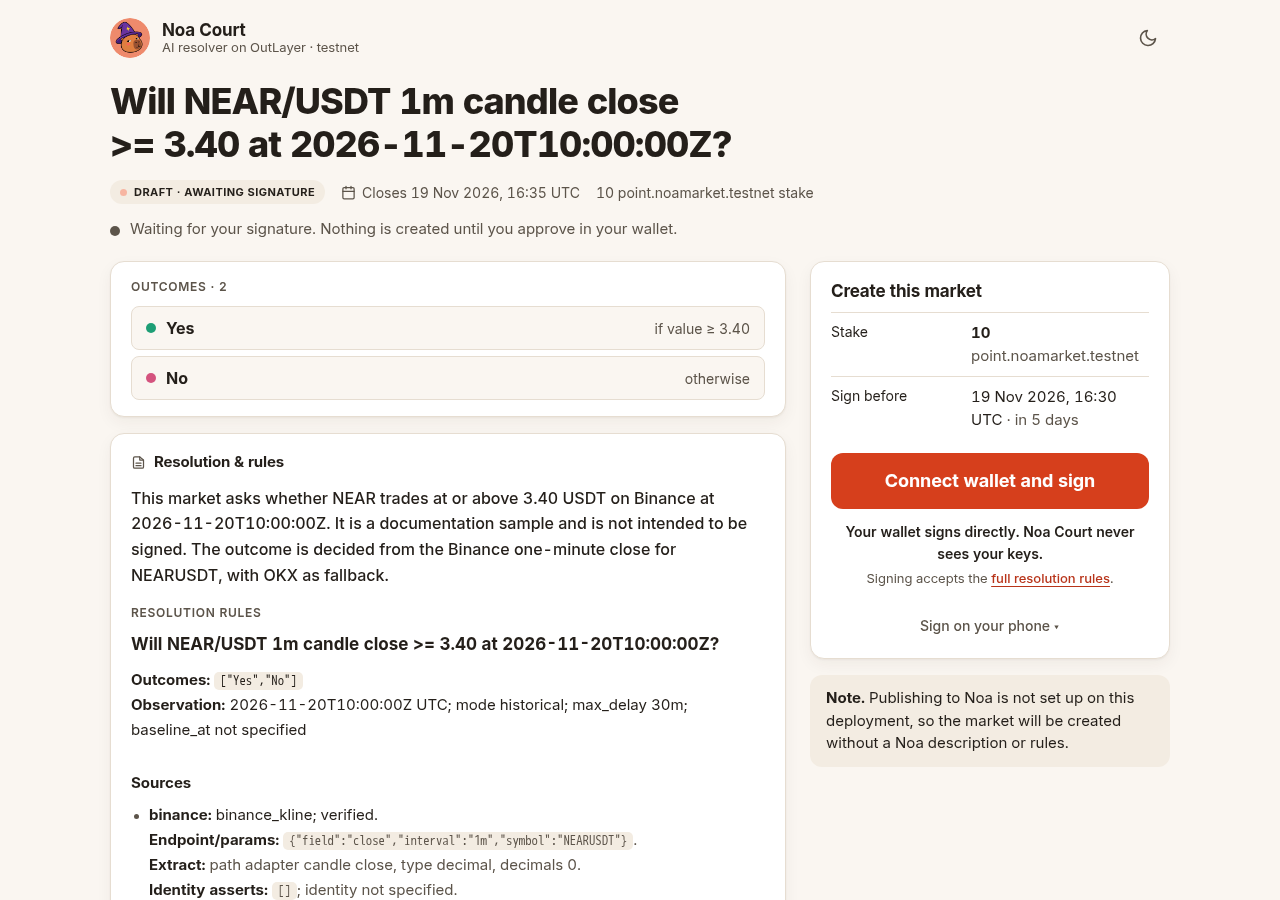 Noa Court
AI resolver on OutLayer · testnet
Will NEAR/USDT 1m candle close
>= 3.40 at 2026-11-20T10:00:00Z?
DRAFT · AWAITING SIGNATURE
Closes 19 Nov 2026, 16:35 UTC
10 point.noamarket.testnet stake
Waiting for your signature. Nothing is created until you approve in your wallet.
OUTCOMES · 2
Yes
if value ≥ 3.40
No
otherwise
Resolution & rules
This market asks whether NEAR trades at or above 3.40 USDT on Binance at
2026-11-20T10:00:00Z. It is a documentation sample and is not intended to be
signed. The outcome is decided from the Binance one-minute close for
NEARUSDT, with OKX as fallback.
RESOLUTION RULES
Will NEAR/USDT 1m candle close >= 3.40 at 2026-11-20T10:00:00Z?
Outcomes: ["Yes","No"]
Observation: 2026-11-20T10:00:00Z UTC; mode historical; max_delay 30m;
baseline_at not specified
Sources
• binance: binance_kline; verified.
Endpoint/params: {"field":"close","interval":"1m","symbol":"NEARUSDT"}.
Extract: path adapter candle close, type decimal, decimals 0.
Identity asserts: []; identity not specified.
Create this market
Stake
10
point.noamarket.testnet
Sign before
19 Nov 2026, 16:30
UTC · in 5 days
Connect wallet and sign
Your wallet signs directly. Noa Court never
sees your keys.
Signing accepts the full resolution rules.
Sign on your phone ▾
Note. Publishing to Noa is not set up on this
deployment, so the market will be created
without a Noa description or rules.